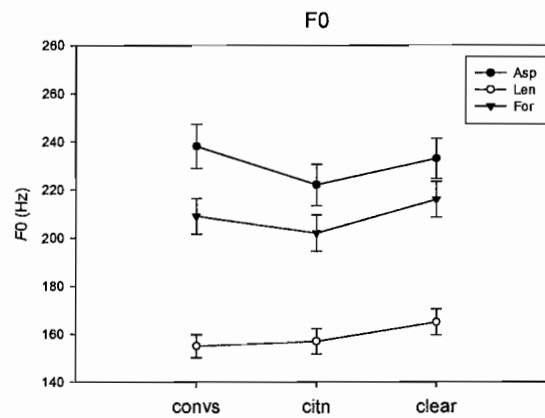 F0
260
240
220
200
180
160
140
F0 (Hz)
convs
citn
clear
Asp
Len
For